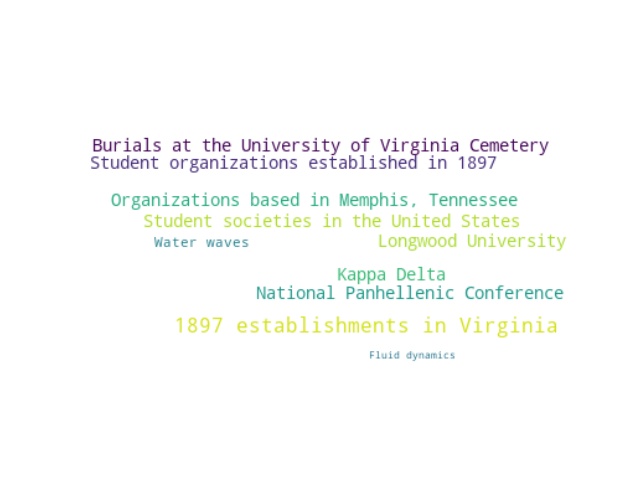 Burials at the University of Virginia Cemetery
Student organizations established in 1897
Organizations based in Memphis, Tennessee
Student societies in the United States
Water waves
Longwood University
Kappa Delta
National Panhellenic Conference
1897 establishments in Virginia
Fluid dynamics